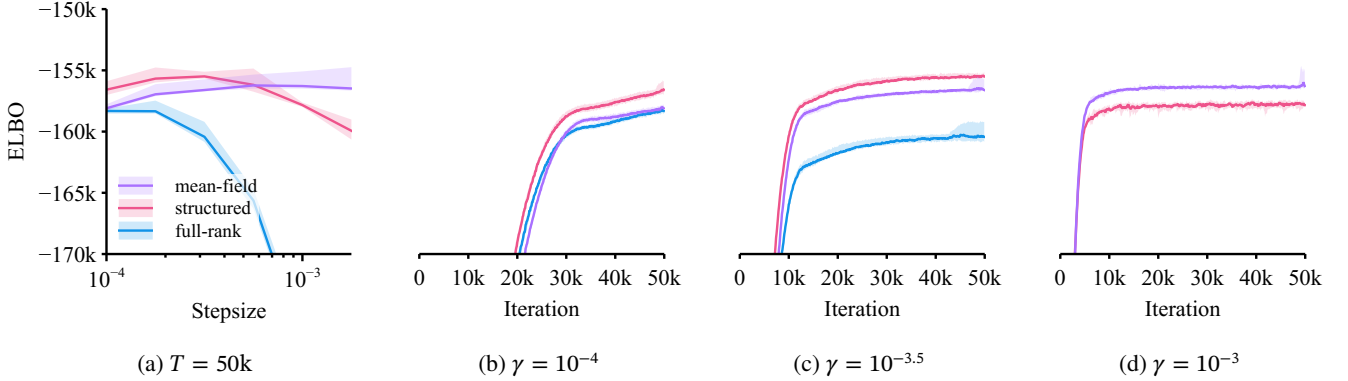 −150k
−155k
−160k
−165k
−170k
ELBO
mean-field
structured
full-rank
10⁻⁴ 10⁻³
Stepsize
(a) T = 50k
0 10k 20k 30k 40k 50k
Iteration
(b) γ = 10⁻⁴
0 10k 20k 30k 40k 50k
Iteration
(c) γ = 10⁻³·⁵
0 10k 20k 30k 40k 50k
Iteration
(d) γ = 10⁻³